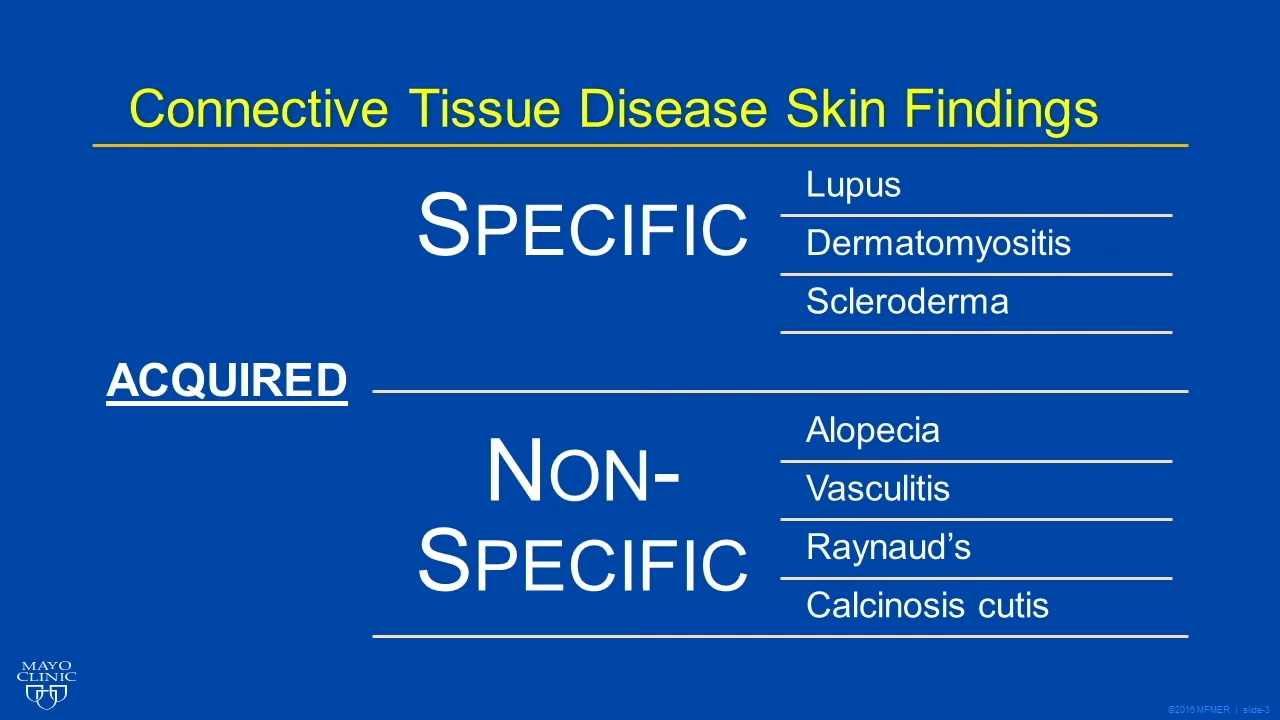 Connective Tissue Disease Skin Findings
SPECIFIC
Lupus
Dermatomyositis
Scleroderma
ACQUIRED
NON-
SPECIFIC
Alopecia
Vasculitis
Raynaud’s
Calcinosis cutis
MAYO
CLINIC
©2016 MFMER | slide-3